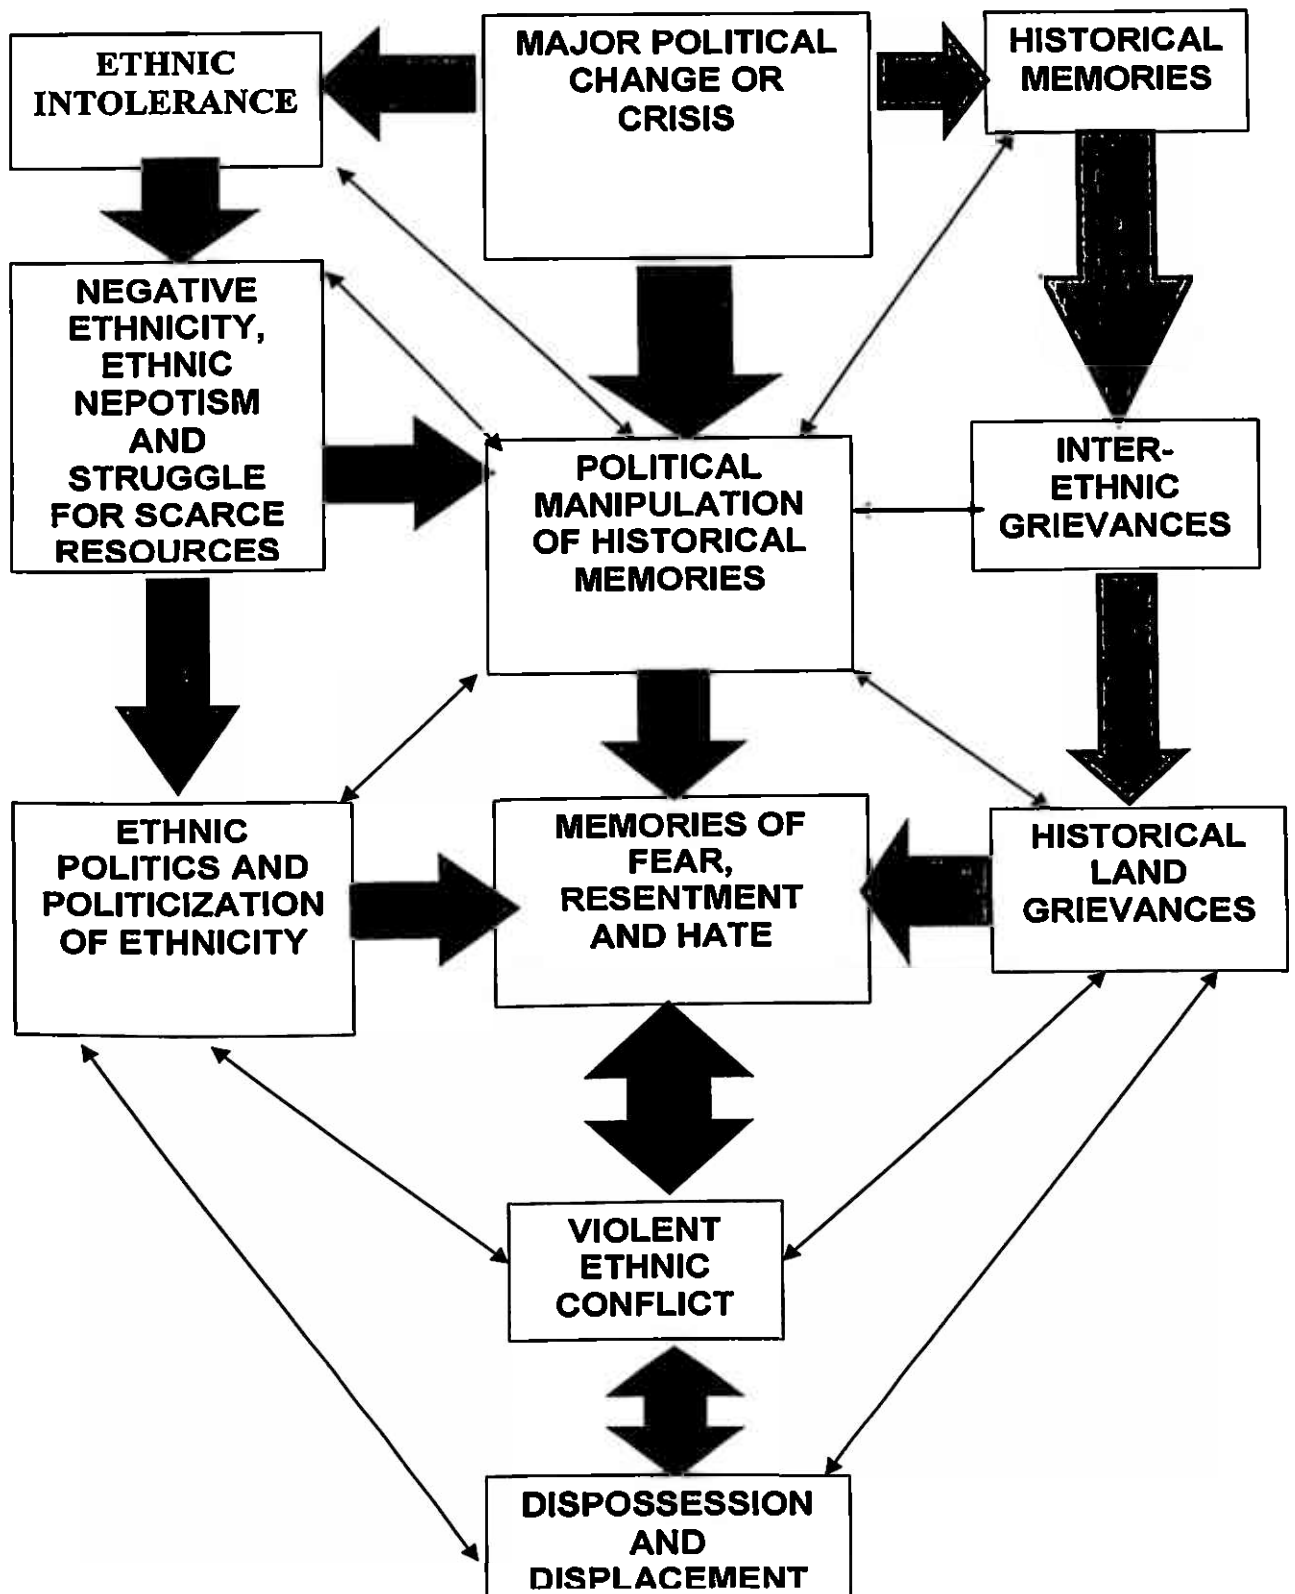 ETHNIC
INTOLERANCE
MAJOR POLITICAL
CHANGE OR
CRISIS
HISTORICAL
MEMORIES
NEGATIVE
ETHNICITY,
ETHNIC
NEPOTISM
AND
STRUGGLE
FOR SCARCE
RESOURCES
POLITICAL
MANIPULATION
OF HISTORICAL
MEMORIES
INTER-
ETHNIC
GRIEVANCES
ETHNIC
POLITICS AND
POLITICIZATION
OF ETHNICITY
MEMORIES OF
FEAR,
RESENTMENT
AND HATE
HISTORICAL
LAND
GRIEVANCES
VIOLENT
ETHNIC
CONFLICT
DISPOSSESSION
AND
DISPLACEMENT